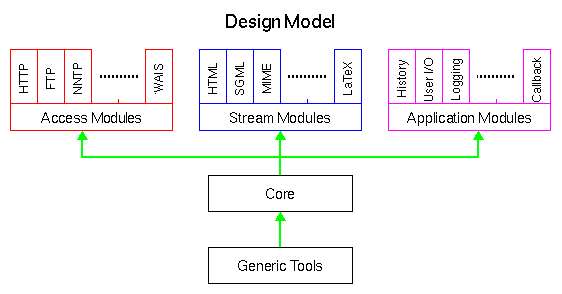 Design Model
HTTP
FTP
NNTP
WAIS
HTML
SGML
MIME
LaTeX
History
User I/O
Logging
Callback
Access Modules
Stream Modules
Application Modules
Core
Generic Tools